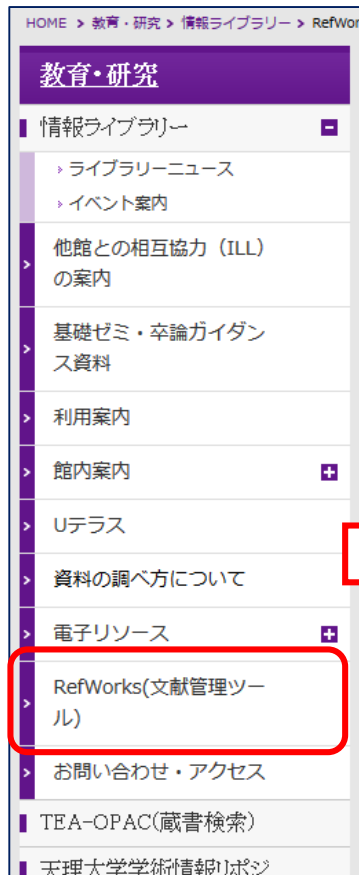 HOME > 教育・研究 > 情報ライブラリー > RefWor
教育・研究
情報ライブラリー
ライブラリーニュース
イベント案内
他館との相互協力（ILL）
の案内
基礎ゼミ・卒論ガイダン
ス資料
利用案内
館内案内
Uテラス
資料の調べ方について
電子リソース
RefWorks(文献管理ツー
ル)
お問い合わせ・アクセス
TEA-OPAC(蔵書検索)
天理大学学術情報リポジ